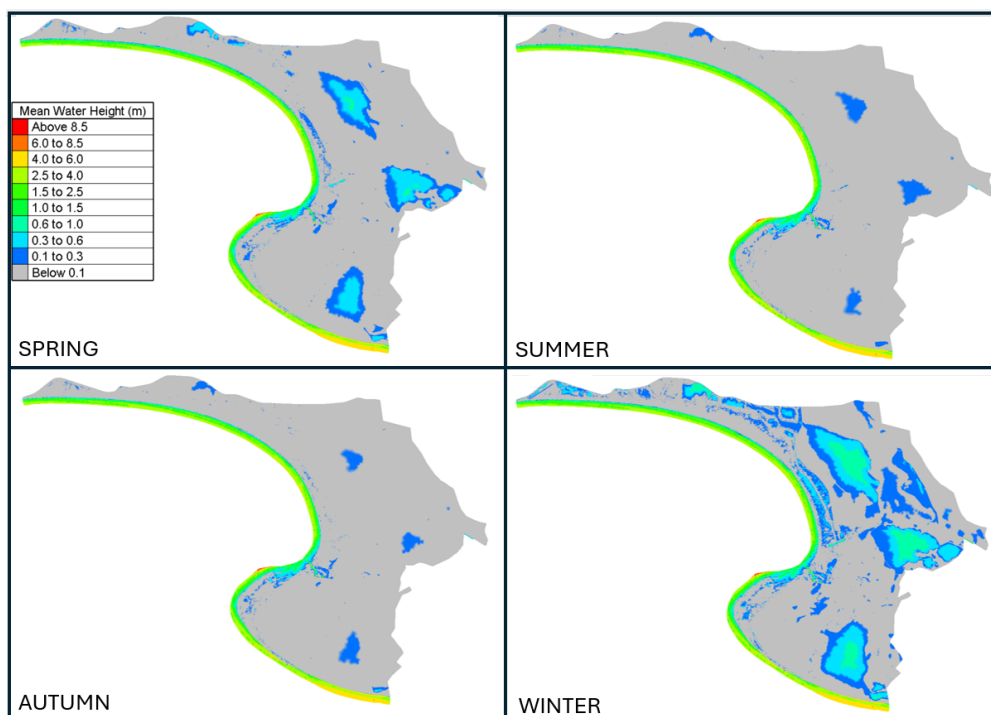 Mean Water Height (m)
Above 8.5
6.0 to 8.5
4.0 to 6.0
2.5 to 4.0
1.5 to 2.5
1.0 to 1.5
0.6 to 1.0
0.3 to 0.6
0.1 to 0.3
Below 0.1
SPRING
SUMMER
AUTUMN
WINTER